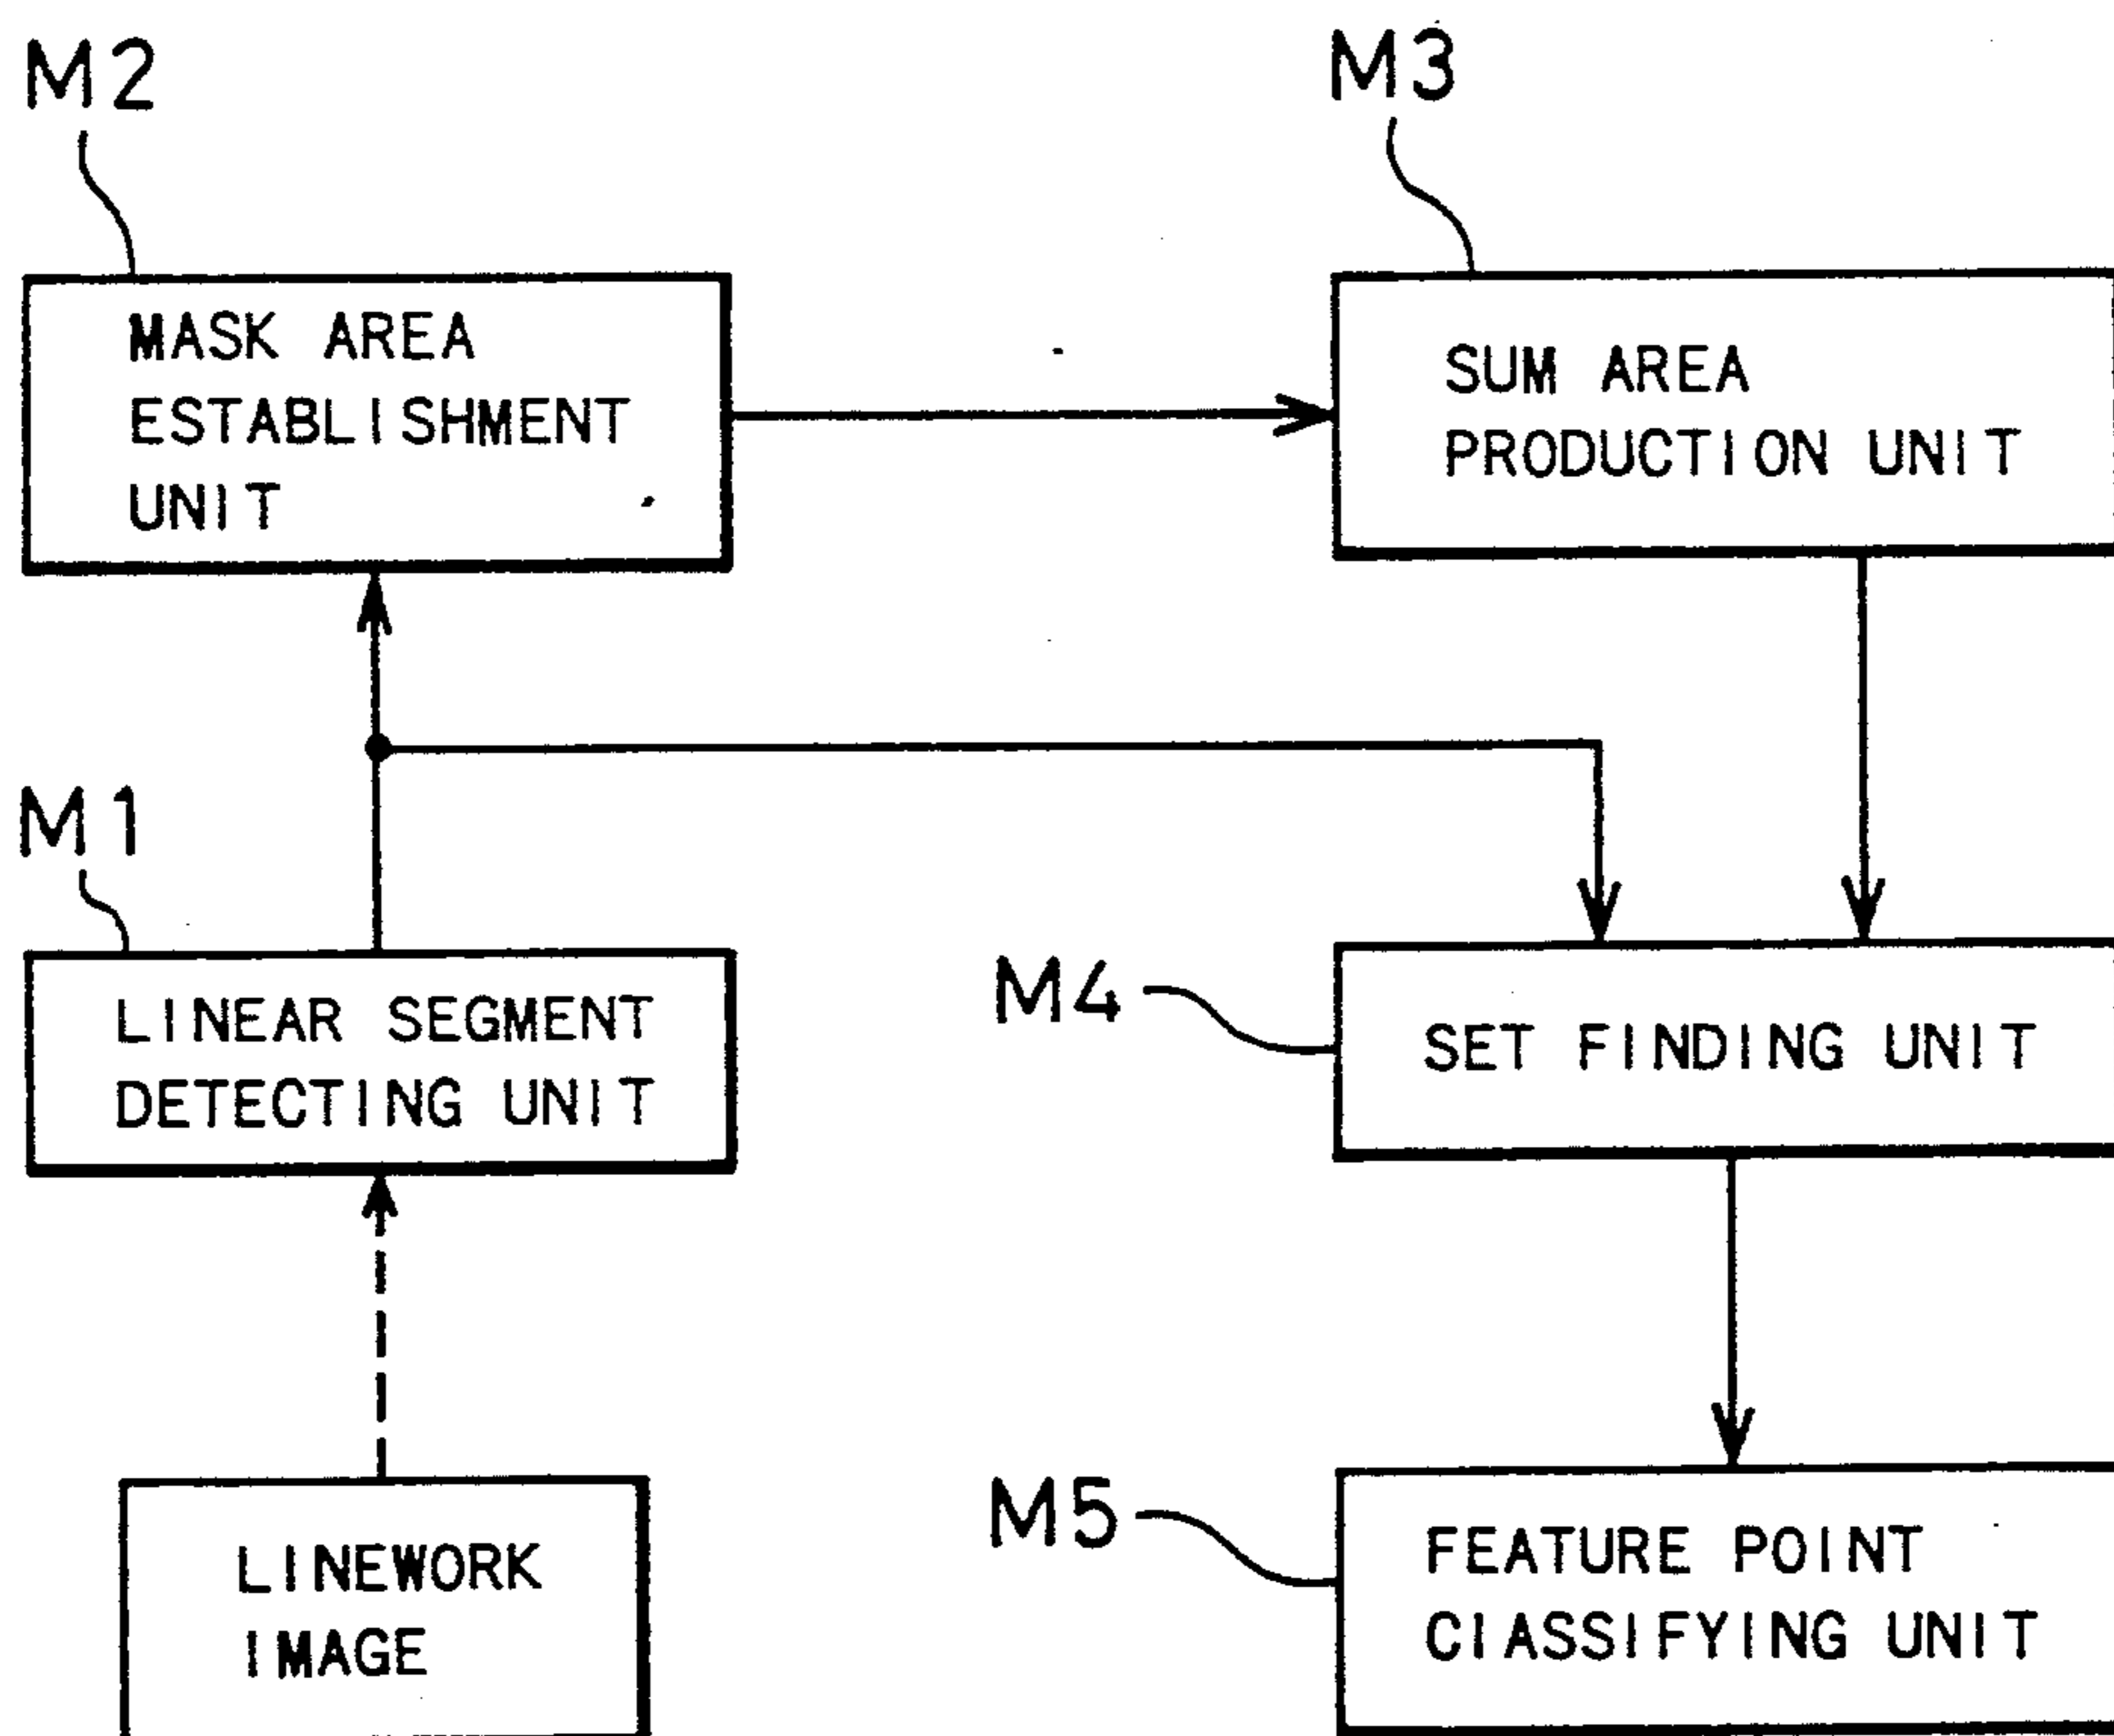 M2
MASK AREA
ESTABLISHMENT
UNIT
M3
SUM AREA
PRODUCTION UNIT
M1
LINEAR SEGMENT
DETECTING UNIT
M4
SET FINDING UNIT
LINEWORK
IMAGE
M5
FEATURE POINT
CIASSIFYING UNIT